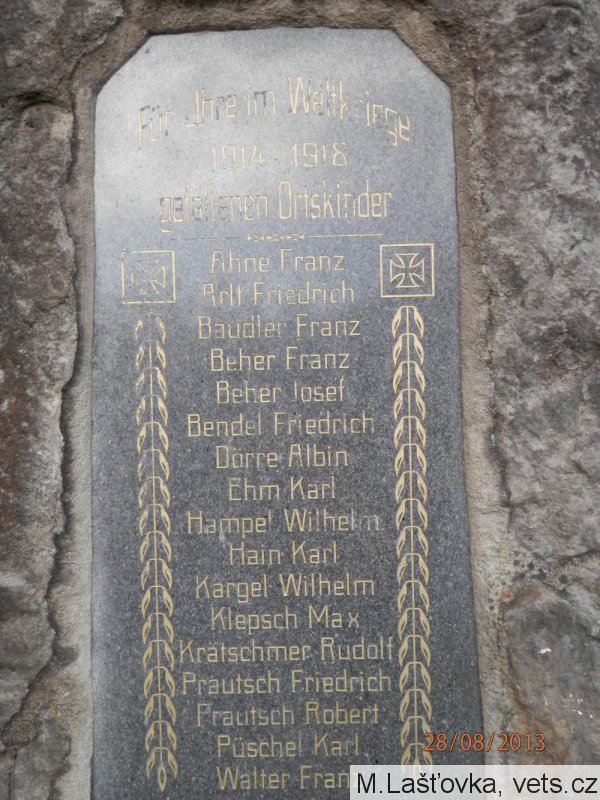 Für Jhre im Weltkriege
1914 1918
gefallenen Ortskinder
Ahne Franz
Arlt Friedrich
Baudler Franz
Beher Franz
Beher Josef
Bendel Friedrich
Dörre Albin
Ehm Karl
Hampel Wilhelm
Hain Karl
Kargel Wilhelm
Klepsch Max
Kratschmer Rudolf
Prautsch Friedrich
Prautsch Robert
Püschel Karl
Walter Franz
28/08/2013
M.Lašťovka, vets.cz